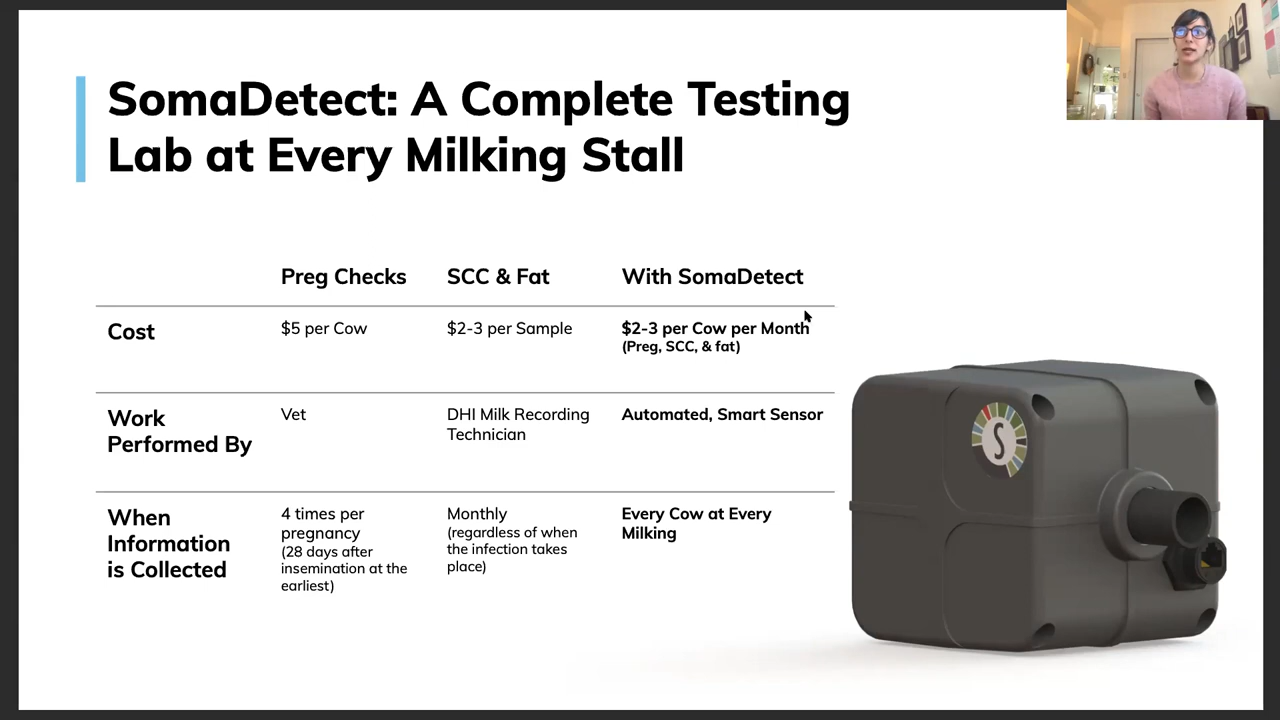 SomaDetect: A Complete Testing
Lab at Every Milking Stall
Preg Checks SCC & Fat With SomaDetect
Cost $5 per Cow $2-3 per Sample $2-3 per Cow per Month
(Preg, SCC, & fat)
Work
Performed By
Vet
DHI Milk Recording
Technician
Automated, Smart Sensor
When
Information
is Collected
4 times per
pregnancy
(28 days after
insemination at the
earliest)
Monthly
(regardless of when
the infection takes
place)
Every Cow at Every
Milking
S